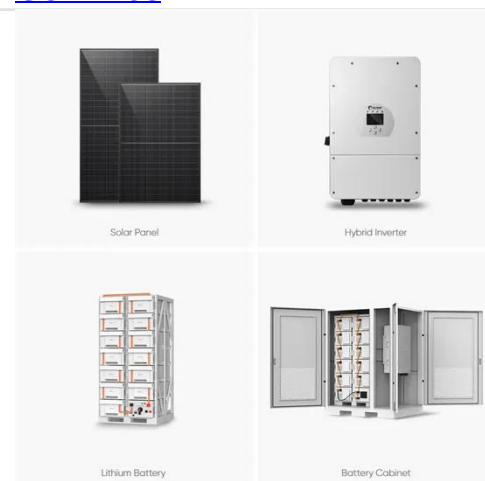 Solar Panel
Hybrid Inverter
Lithium Battery
Battery Cabinet